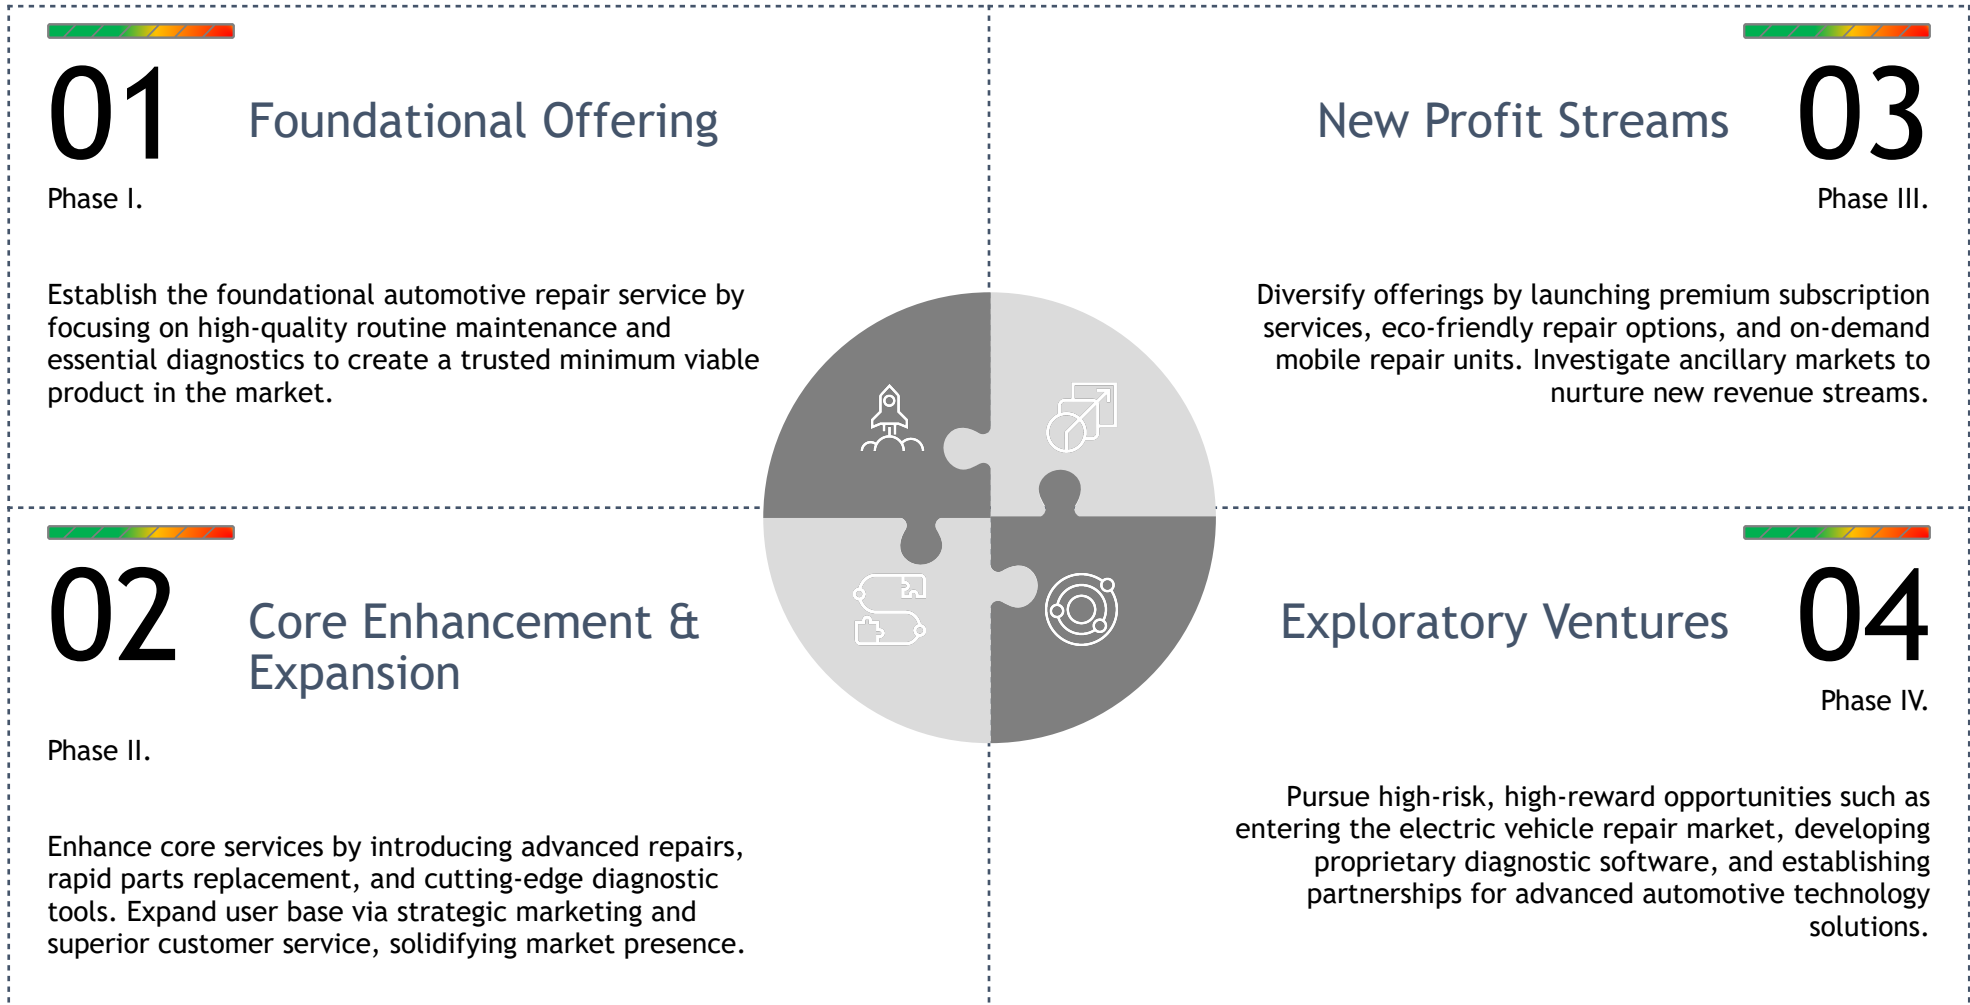 01
Foundational Offering
Phase I.
Establish the foundational automotive repair service by
focusing on high-quality routine maintenance and
essential diagnostics to create a trusted minimum viable
product in the market.
02
Core Enhancement &
Expansion
Phase II.
Enhance core services by introducing advanced repairs,
rapid parts replacement, and cutting-edge diagnostic
tools. Expand user base via strategic marketing and
superior customer service, solidifying market presence.
New Profit Streams
03
Phase III.
Diversify offerings by launching premium subscription
services, eco-friendly repair options, and on-demand
mobile repair units. Investigate ancillary markets to
nurture new revenue streams.
Exploratory Ventures
04
Phase IV.
Pursue high-risk, high-reward opportunities such as
entering the electric vehicle repair market, developing
proprietary diagnostic software, and establishing
partnerships for advanced automotive technology
solutions.